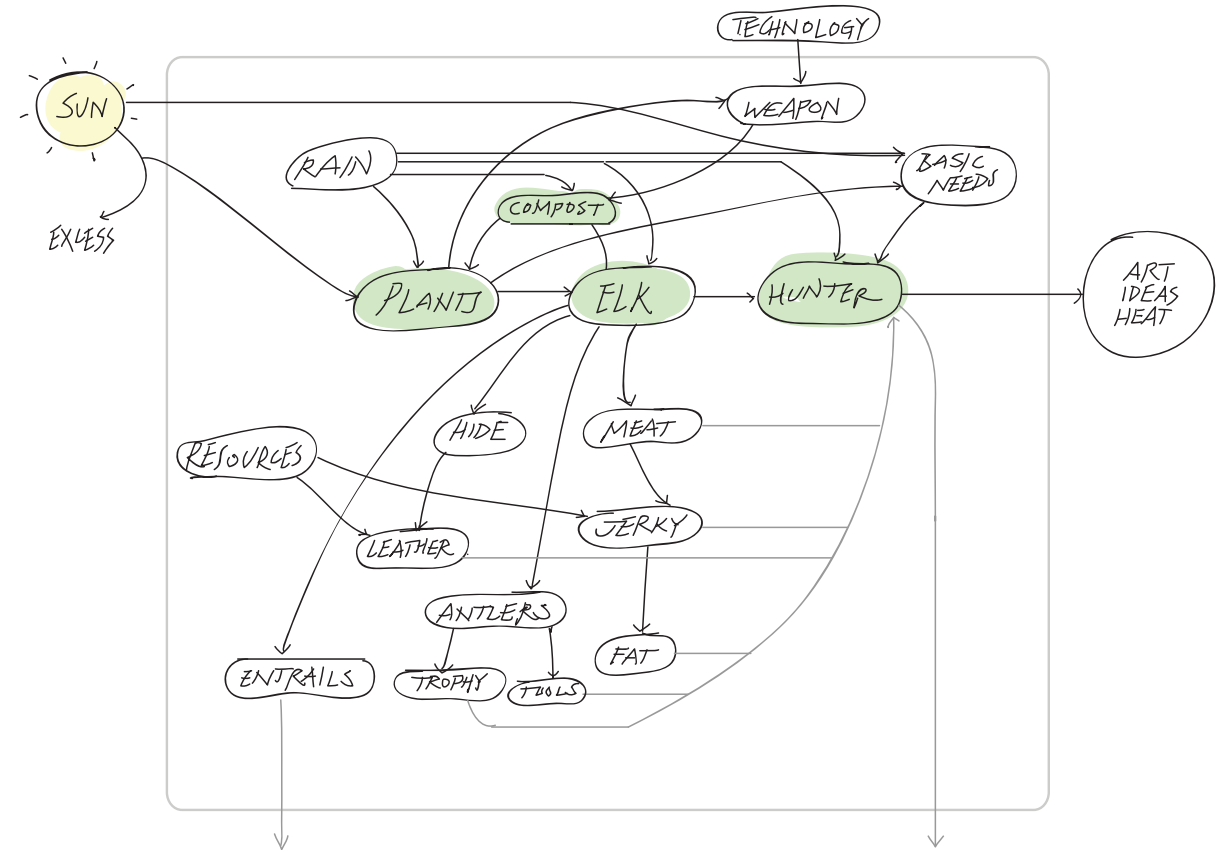 TECHNOLOGY
SUN
WEAPON
RAIN
BASIC
NEEDS
COMPOST
EXLESS
PLANTS
ELK
HUNTER
ART
IDEAS
HEAT
HIDE
MEAT
RESOURCES
JERKY
LEATHER
ANTLERS
FAT
ENTRAILS
TROPHY
TOOLS